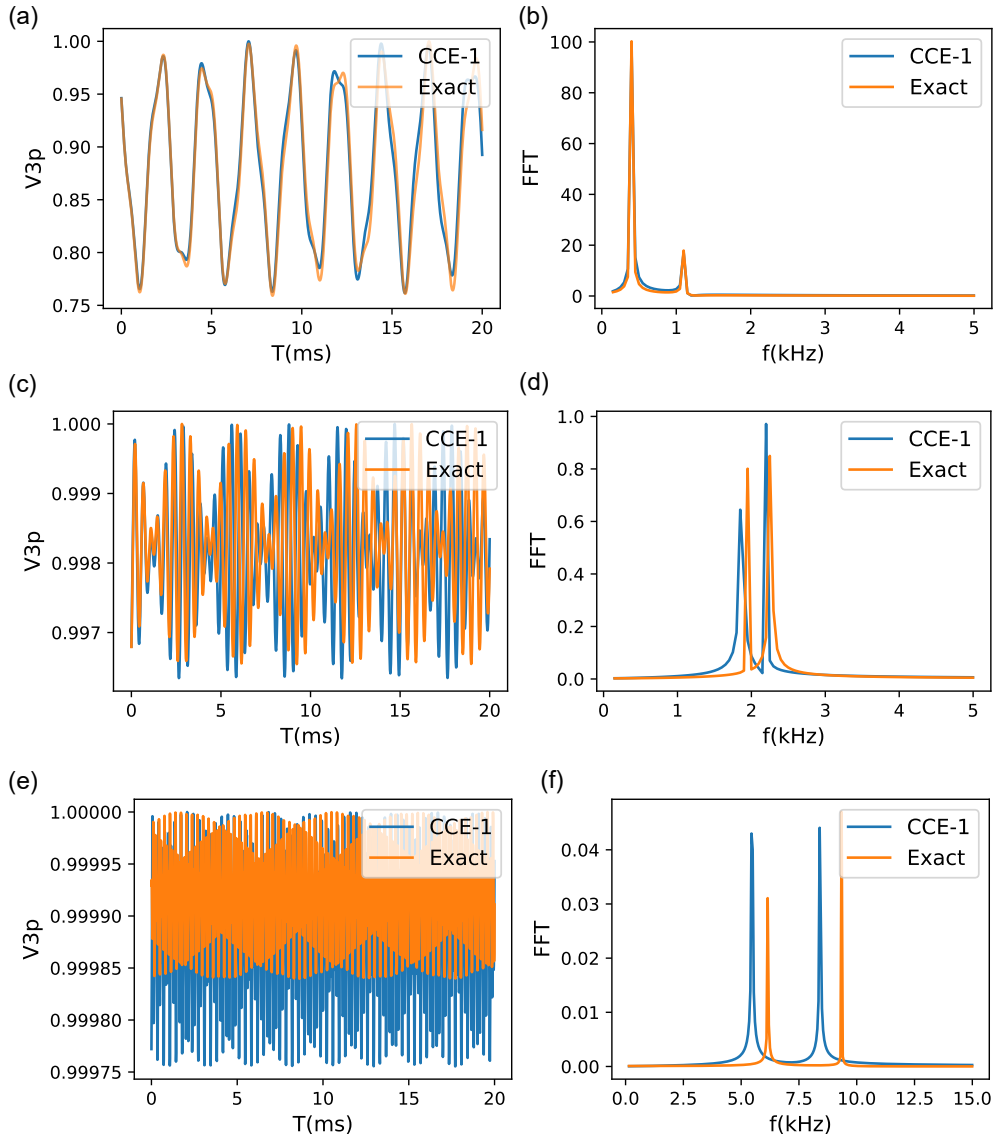 (a)
1.00
0.95
0.90
0.85
0.80
0.75
V3p
0
5
10
15
20
T(ms)
CCE-1
Exact
(b)
100
80
60
40
20
0
FFT
0
1
2
3
4
5
f(kHz)
CCE-1
Exact
(c)
1.000
0.999
0.998
0.997
V3p
0
5
10
15
20
T(ms)
CCE-1
Exact
(d)
1.0
0.8
0.6
0.4
0.2
0.0
FFT
0
1
2
3
4
5
f(kHz)
CCE-1
Exact
(e)
1.00000
0.99995
0.99990
0.99985
0.99980
0.99975
V3p
0
5
10
15
20
T(ms)
CCE-1
Exact
(f)
0.04
0.03
0.02
0.01
0.00
FFT
0.0
2.5
5.0
7.5
10.0
12.5
15.0
f(kHz)
CCE-1
Exact